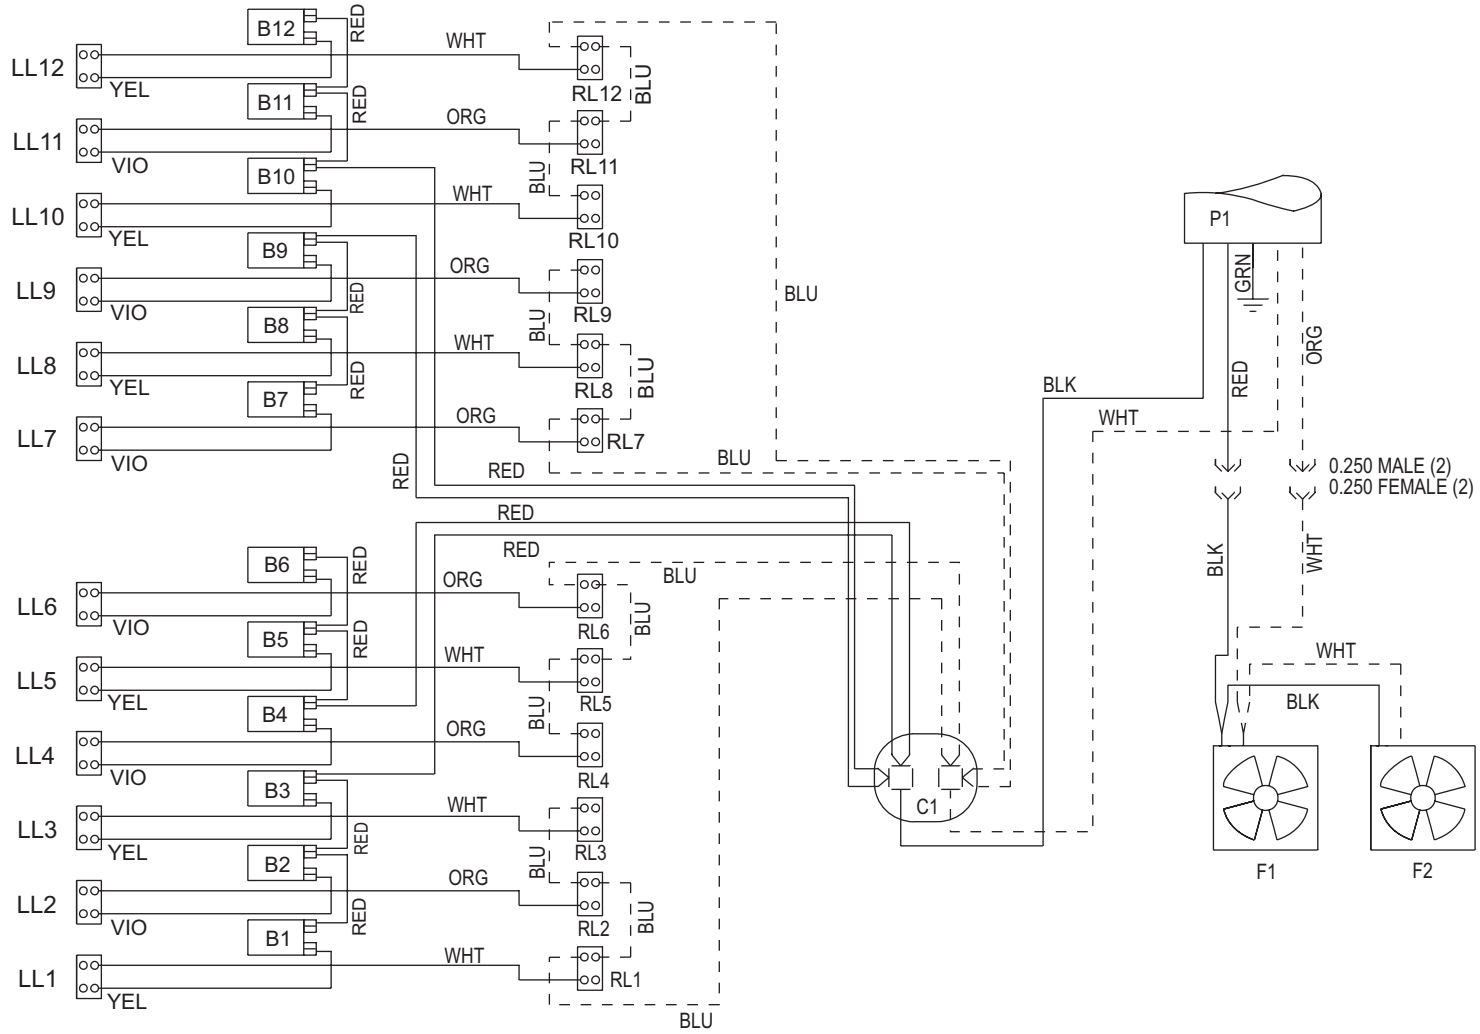 B12
RED
WHT
BLU
LL12
YEL
RL12
BLU
B11
RED
ORG
LL11
VIO
RL11
BLU
B10
WHT
LL10
YEL
RL10
P1
B9
ORG
GRN
LL9
VIO
RED
RL9
BLU
BLU
B8
WHT
ORG
LL8
YEL
RED
RL8
BLU
RED
BLK
B7
ORG
WHT
LL7
VIO
RL7
RED
RED
BLU
0.250 MALE (2)
0.250 FEMALE (2)
RED
RED
B6
RED
BLU
BLK
WHT
ORG
LL6
VIO
RL6
BLU
B5
RED
WHT
WHT
LL5
YEL
RL5
BLU
BLK
B4
ORG
LL4
VIO
RL4
B3
WHT
C1
LL3
YEL
RED
RL3
BLU
B2
ORG
F1
F2
LL2
VIO
RED
RL2
BLU
B1
WHT
LL1
YEL
RL1
BLU